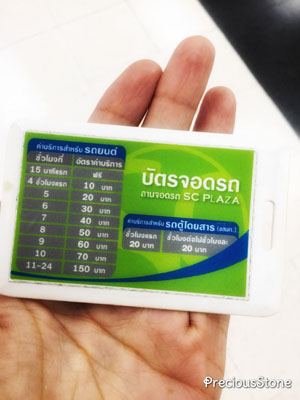 ค่าบริการสำหรับ รถยนต์
ชั่วโมงที่ อัตราค่าบริการ
15 นาทีแรก ฟรี
4 ชั่วโมงแรก 10 บาท
5 20 บาท
6 30 บาท
7 40 บาท
8 50 บาท
9 60 บาท
10 70 บาท
11-24 150 บาท
บัตรจอดรถ
ลานจอดรถ SC PLAZA
ค่าบริการสำหรับ รถตู้โดยสาร
ชั่วโมงแรก ชั่วโมงต่อไปชั่วโมงละ
20 บาท 20 บาท
PreciousStone